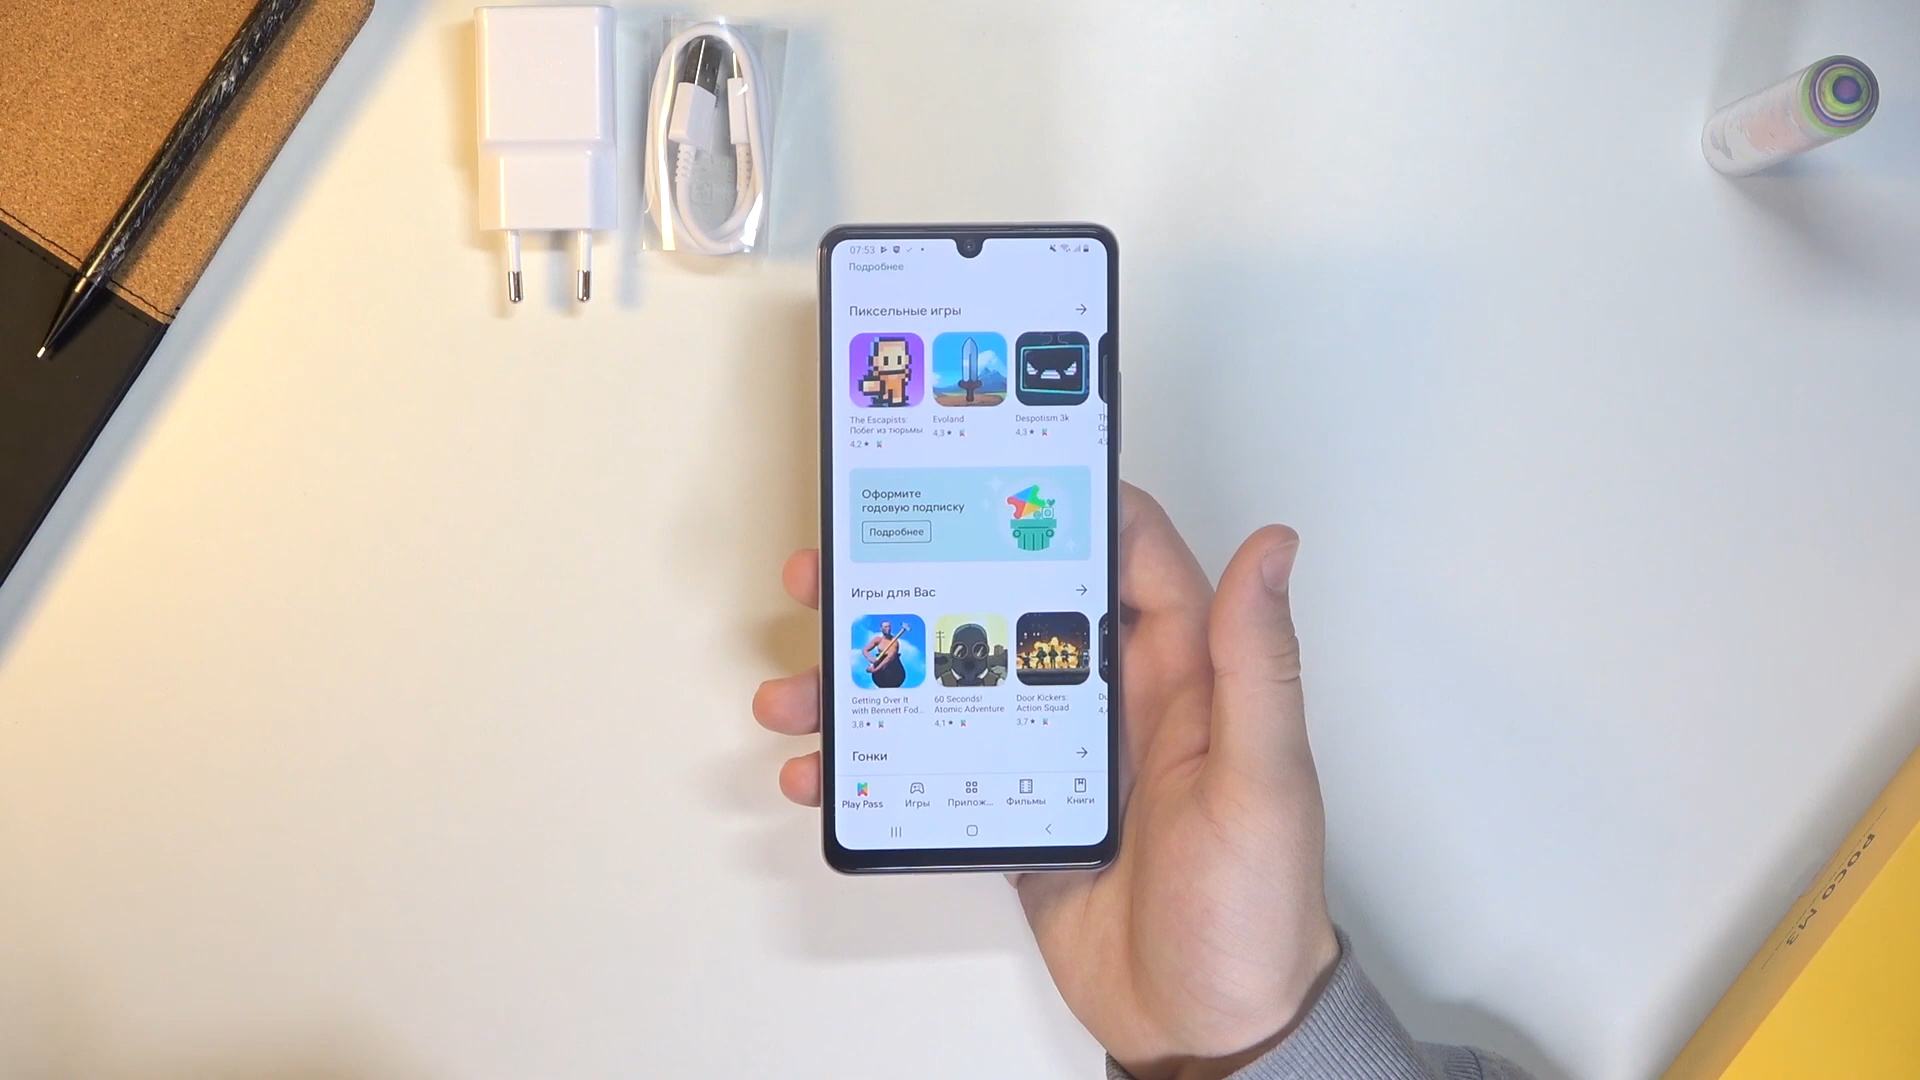 07:53
Подробнее
Пиксельные игры
The Escapists:
Побег из тюрьмы
4,2
Evoland
4,3
Despotism 3k
4,3
Оформите
годовую подписку
Подробнее
Игры для Вас
Getting Over It
with Bennett Fod...
3,8
60 Seconds!
Atomic Adventure
4,1
Door Kickers:
Action Squad
3,7
Гонки
Play Pass
Игры
Прилож...
Фильмы
Книги
POCO M3